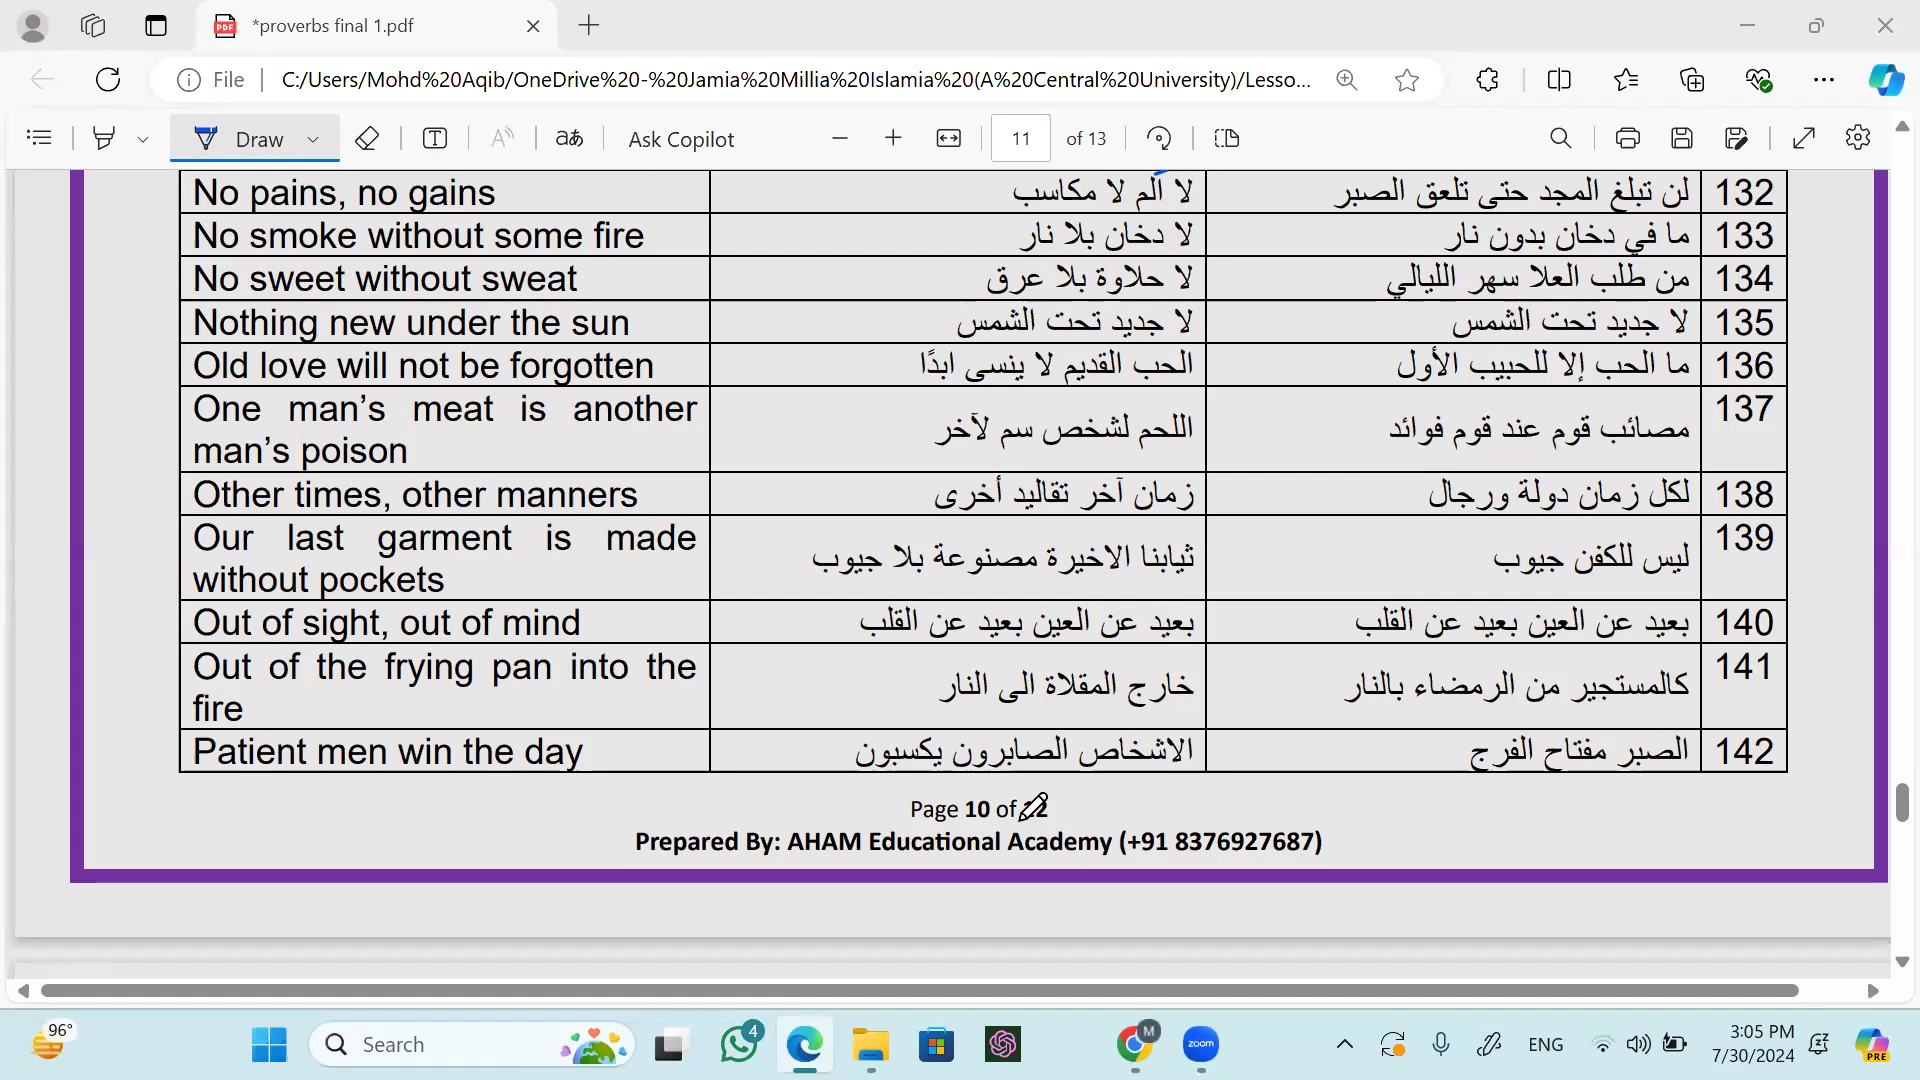 *proverbs final 1.pdf
File
C:/Users/Mohd%20Aqib/OneDrive%20-%20Jamia%20Millia%20Islamia%20(A%20Central%20University)/Lesso...
Draw
aあ
Ask Copilot
11 of 13
No pains, no gains لا ألم لا مكاسب لن تبلغ المجد حتى تلعق الصبر 132
No smoke without some fire لا دخان بلا نار ما في دخان بدون نار 133
No sweet without sweat لا حلاوة بلا عرق من طلب العلا سهر الليالي 134
Nothing new under the sun لا جديد تحت الشمس لا جديد تحت الشمس 135
Old love will not be forgotten الحب القديم لا ينسى ابدًا ما الحب إلا للحبيب الأول 136
One man’s meat is another
man’s poison اللحم لشخص سم لآخر مصائب قوم عند قوم فوائد 137
Other times, other manners زمان آخر تقاليد أخرى لكل زمان دولة ورجال 138
Our last garment is made
without pockets ثيابنا الاخيرة مصنوعة بلا جيوب ليس للكفن جيوب 139
Out of sight, out of mind بعيد عن العين بعيد عن القلب بعيد عن العين بعيد عن القلب 140
Out of the frying pan into the
fire خارج المقلاة الى النار كالمستجير من الرمضاء بالنار 141
Patient men win the day الاشخاص الصابرون يكسبون الصبر مفتاح الفرج 142
Page 10 of 12
Prepared By: AHAM Educational Academy (+91 8376927687)
96°
Search
4
M
zoom
ENG
3:05 PM
7/30/2024
PRE